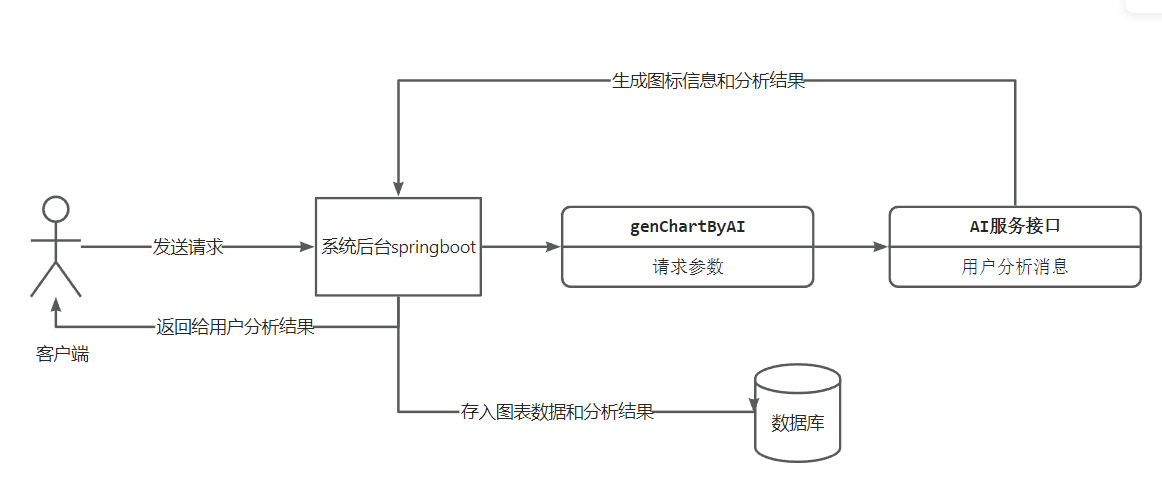 生成图标信息和分析结果
发送请求
系统后台springboot
genChartByAI
请求参数
AI服务接口
用户分析消息
返回给用户分析结果
客户端
存入图表数据和分析结果
数据库